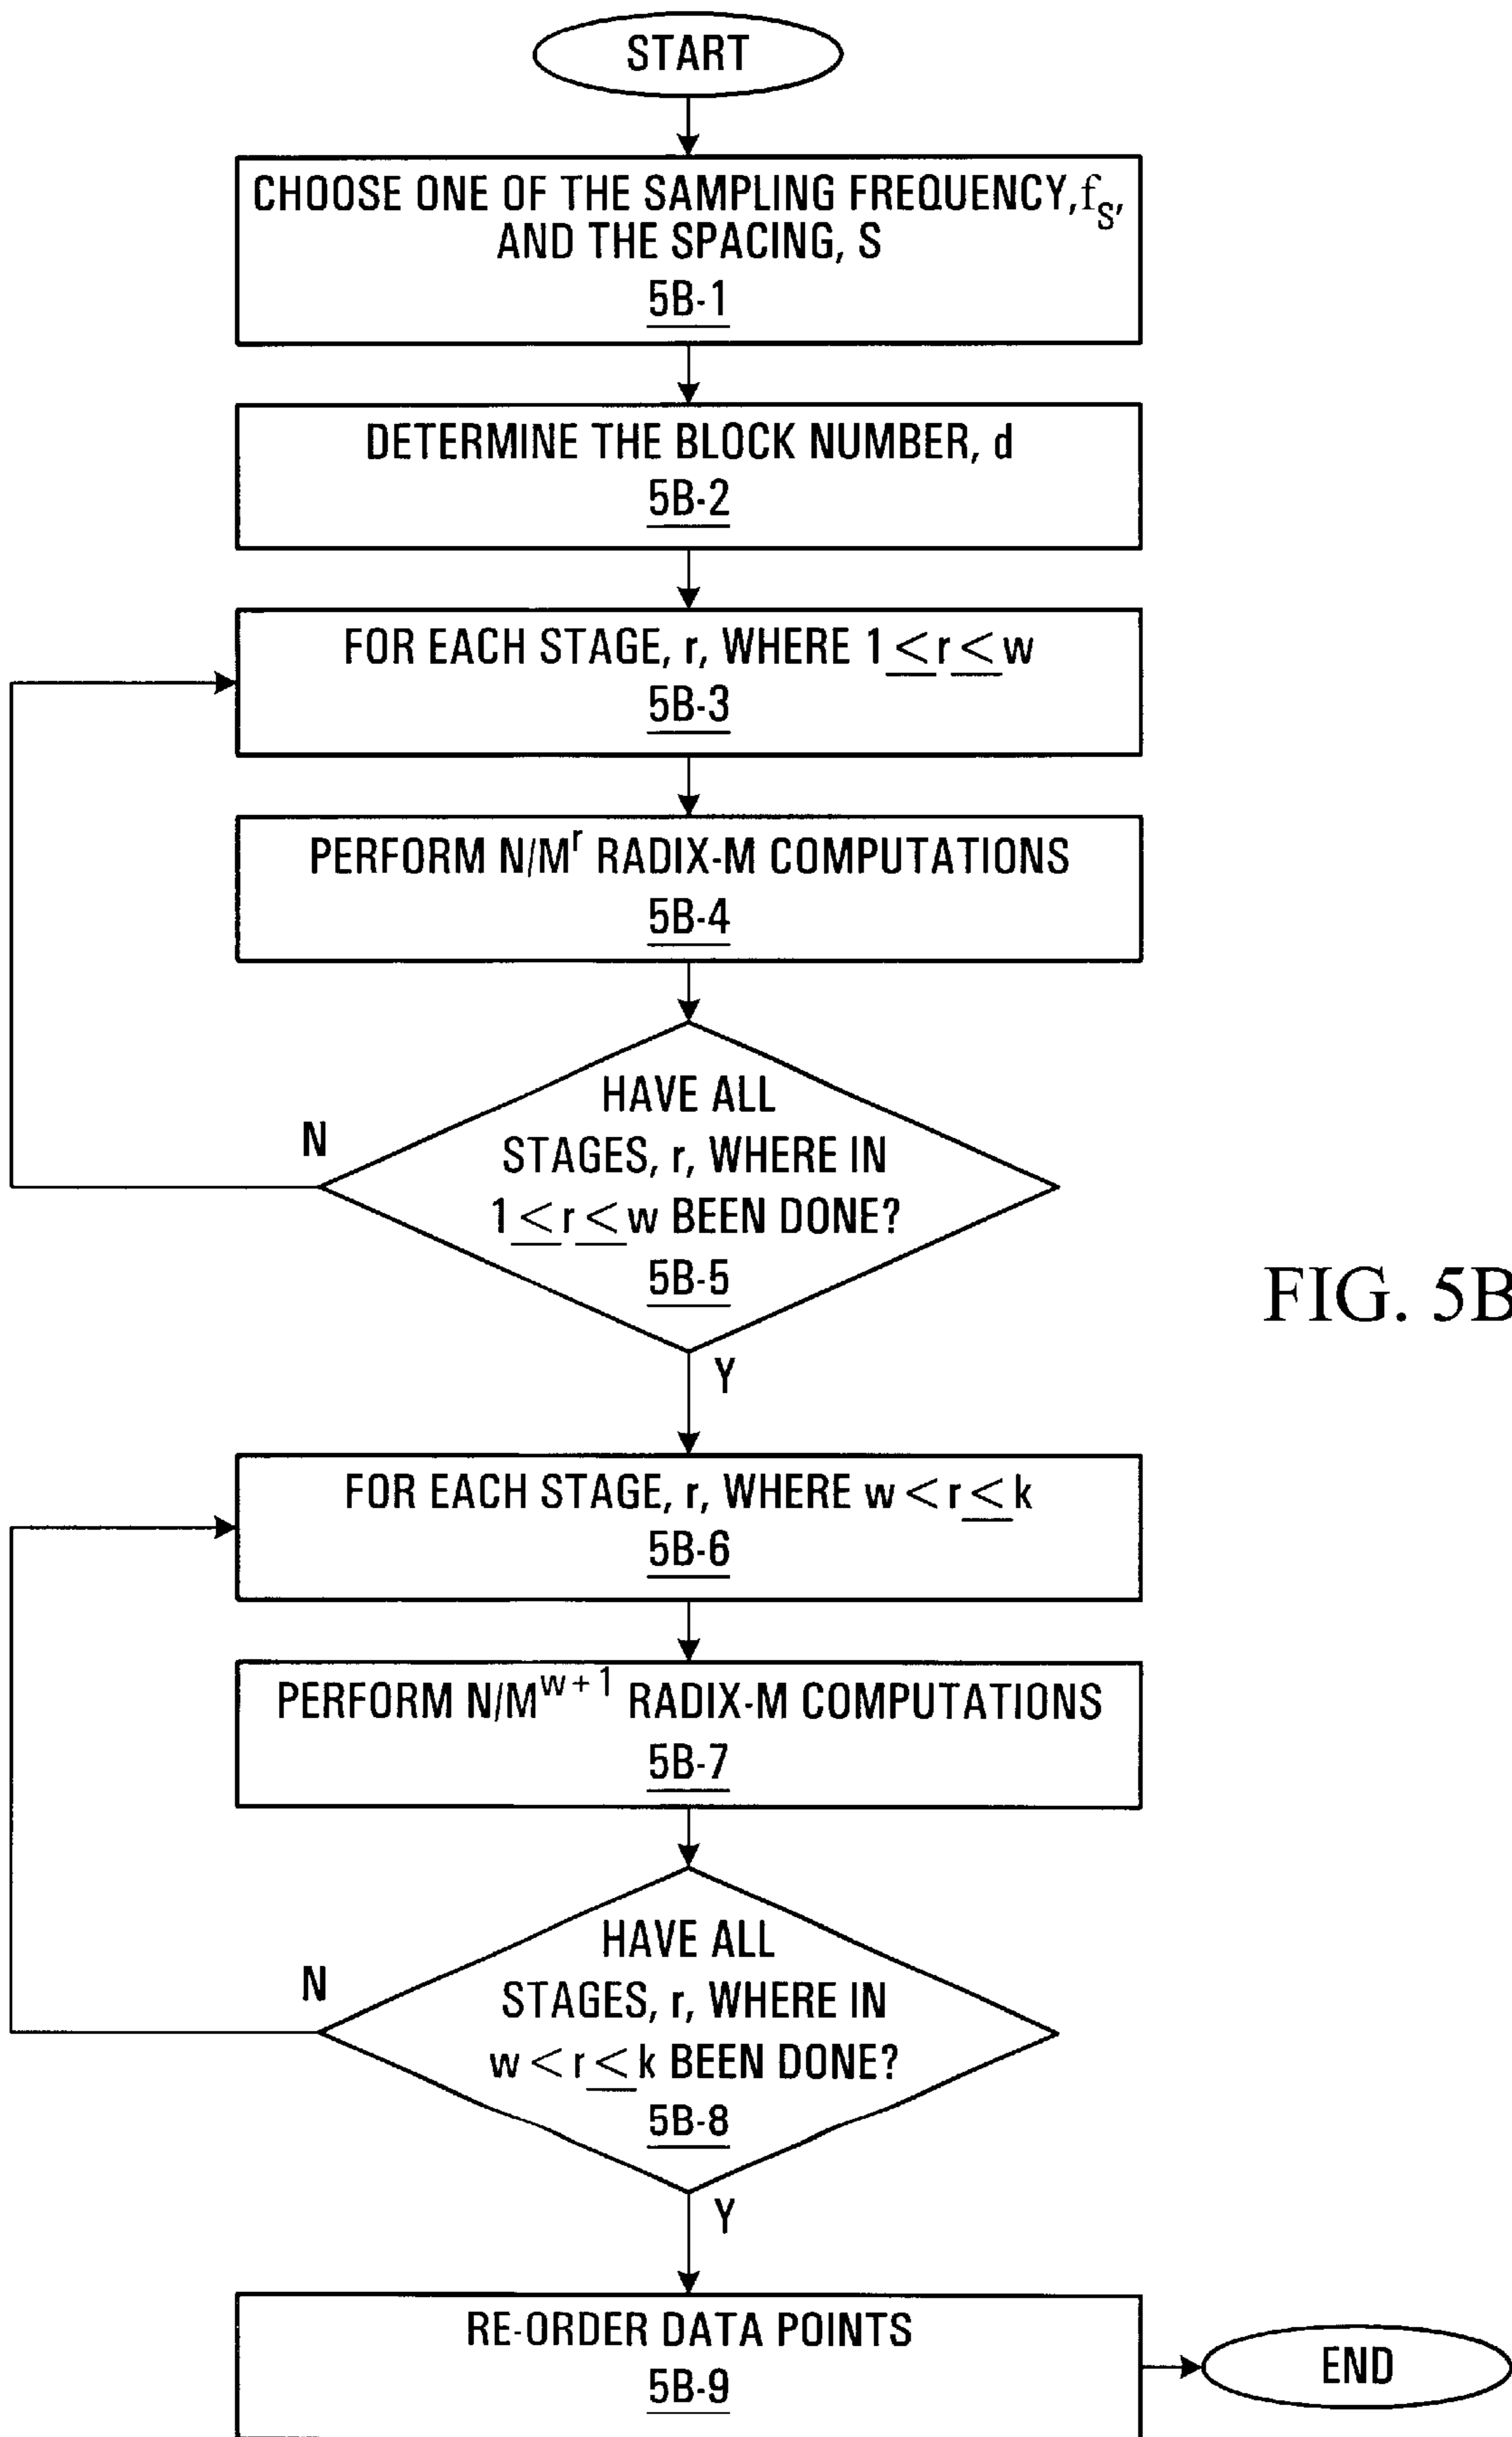 START
CHOOSE ONE OF THE SAMPLING FREQUENCY, fS,
AND THE SPACING, S
5B-1
DETERMINE THE BLOCK NUMBER, d
5B-2
FOR EACH STAGE, r, WHERE 1 ≤ r ≤ w
5B-3
PERFORM N/M^r RADIX-M COMPUTATIONS
5B-4
HAVE ALL
STAGES, r, WHERE IN
1 ≤ r ≤ w BEEN DONE?
5B-5
N
Y
FIG. 5B
FOR EACH STAGE, r, WHERE w < r ≤ k
5B-6
PERFORM N/M^(w+1) RADIX-M COMPUTATIONS
5B-7
HAVE ALL
STAGES, r, WHERE IN
w < r ≤ k BEEN DONE?
5B-8
N
Y
RE-ORDER DATA POINTS
5B-9
END